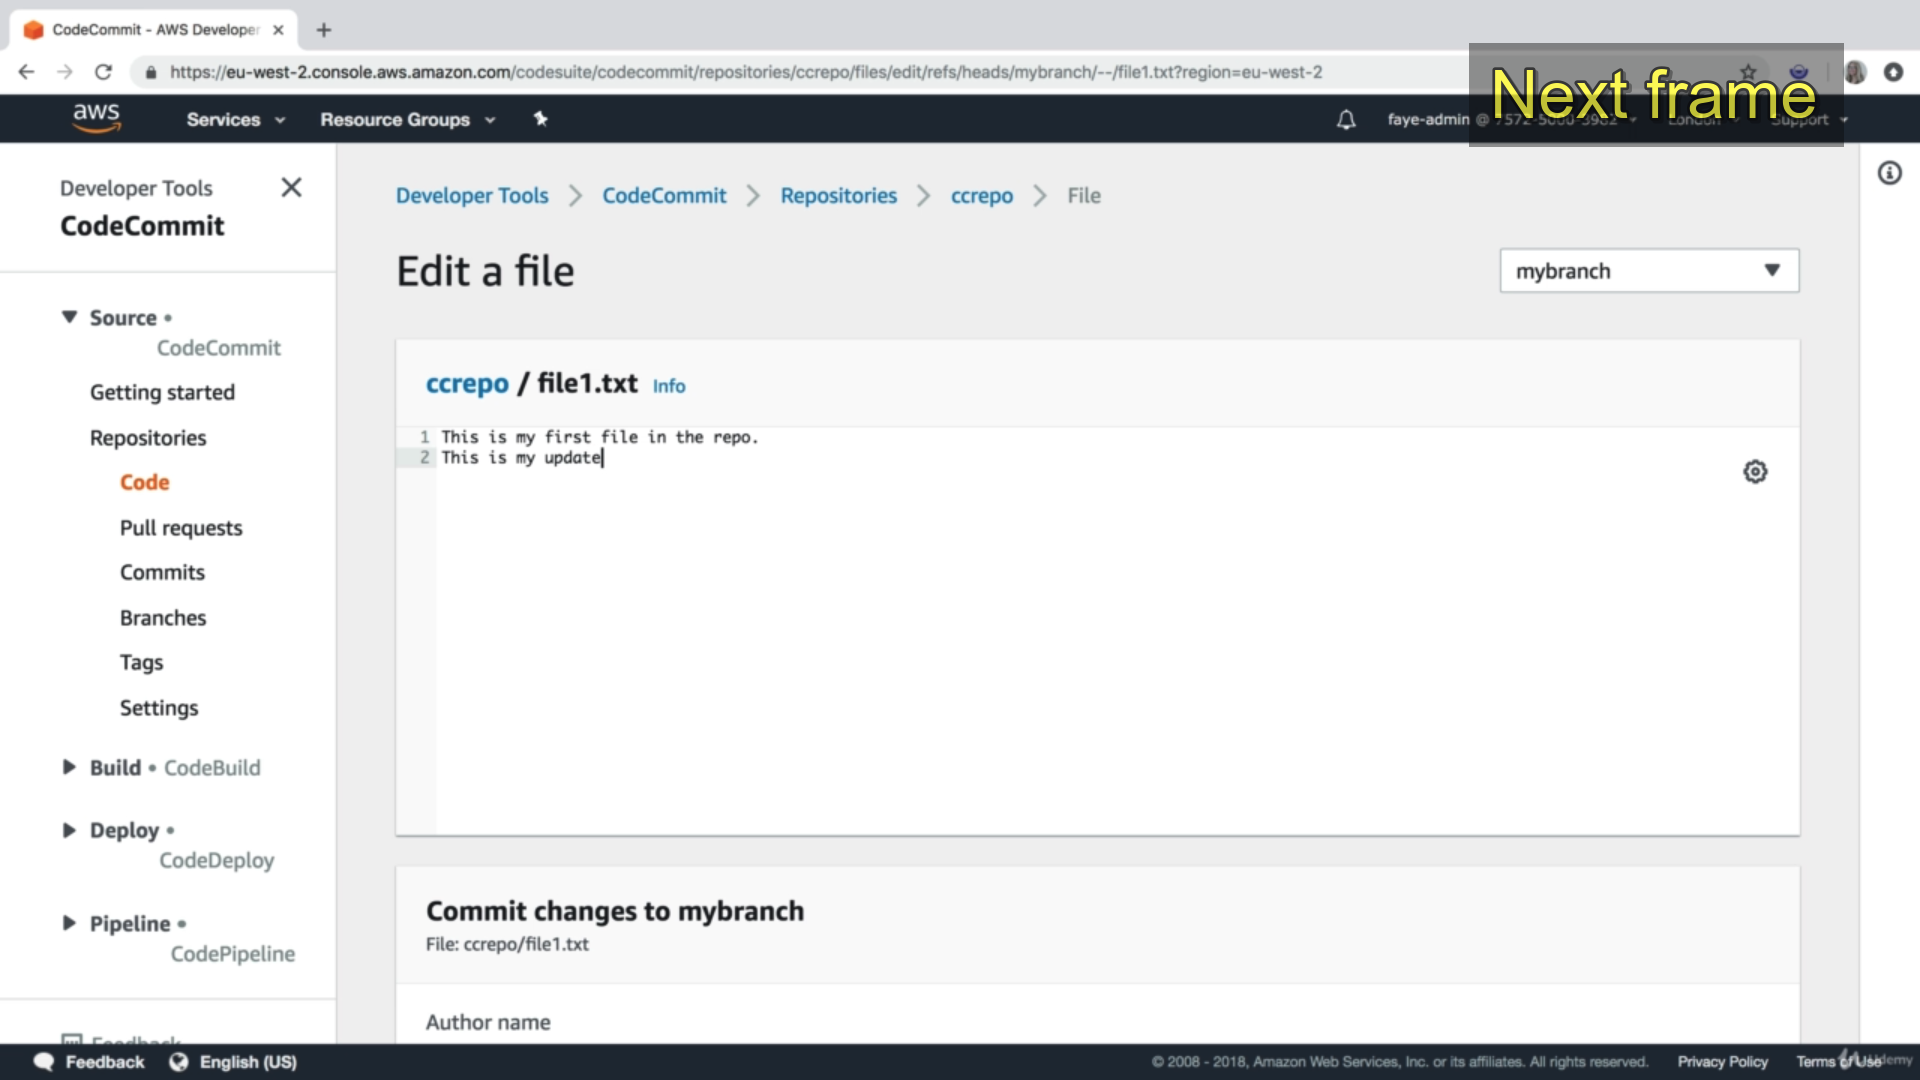 CodeCommit - AWS Developer
https://eu-west-2.console.aws.amazon.com/codesuite/codecommit/repositories/ccrepo/files/edit/refs/heads/mybranch/--/file1.txt?region=eu-west-2
Next frame
aws
Services
Resource Groups
faye-admin @
London
Support
Developer Tools
CodeCommit
Source •
CodeCommit
Getting started
Repositories
Code
Pull requests
Commits
Branches
Tags
Settings
Build • CodeBuild
Deploy •
CodeDeploy
Pipeline •
CodePipeline
Feedback
Developer Tools
CodeCommit
Repositories
ccrepo
File
Edit a file
mybranch
ccrepo / file1.txt Info
1 This is my first file in the repo.
2 This is my update
Commit changes to mybranch
File: ccrepo/file1.txt
Author name
Feedback
English (US)
© 2008 - 2018, Amazon Web Services, Inc. or its affiliates. All rights reserved.
Privacy Policy
Terms of Use